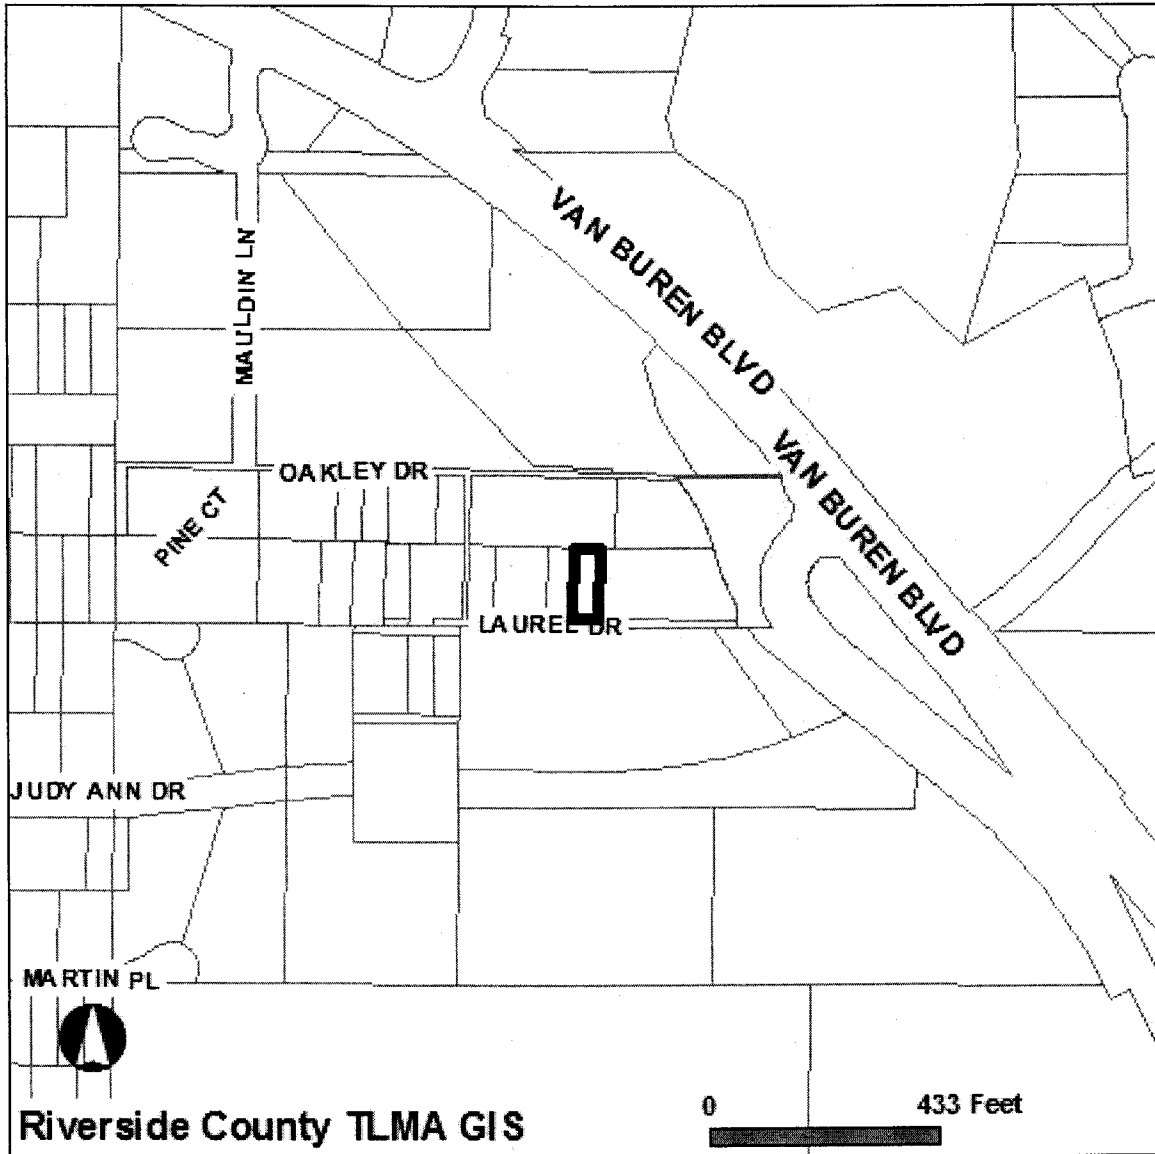 VAN BUREN BLVD
MAULDIN LN
VAN BUREN BLVD
OAKLEY DR
PINE CT
LAUREL DR
JUDY ANN DR
MARTIN PL
0 433 Feet
Riverside County TLMA GIS